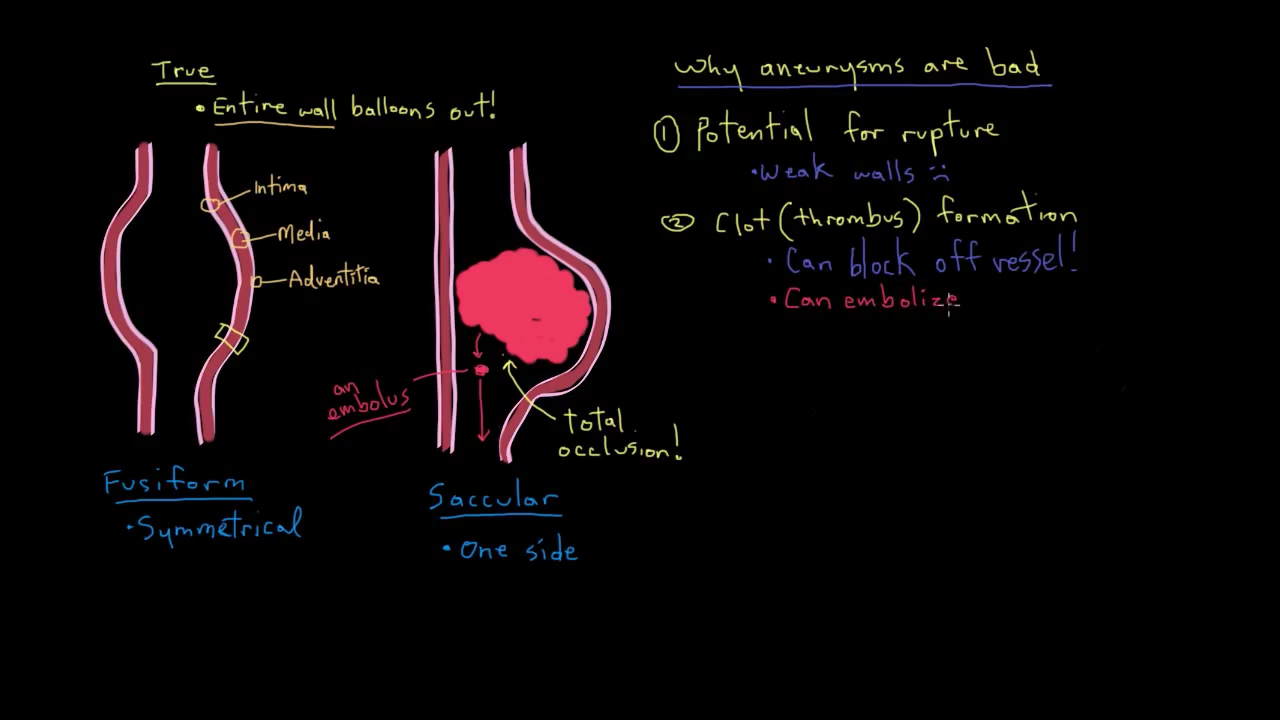 True
• Entire wall balloons out!
Intima
Media
Adventitia
an
embolus
total
occlusion!
Fusiform
• Symmetrical
Saccular
• One side
Why aneurysms are bad
① Potential for rupture
• Weak walls :(
② Clot (thrombus) formation
• Can block off vessel!
• Can embolize